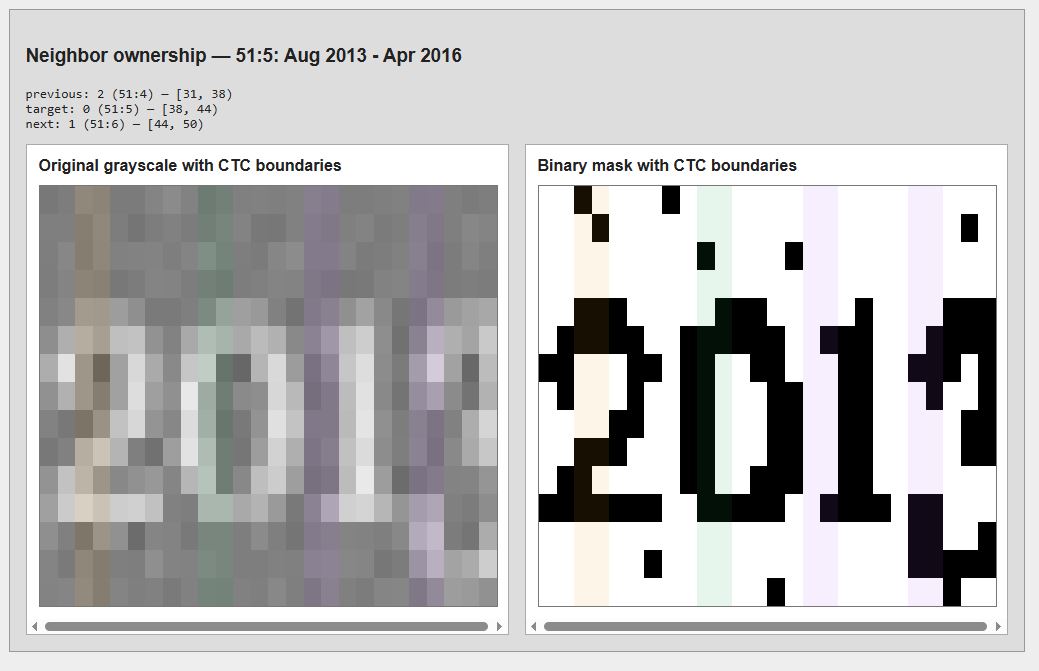 Neighbor ownership — 51:5: Aug 2013 - Apr 2016
previous: 2 (51:4) — [31, 38)
target: 0 (51:5) — [38, 44)
next: 1 (51:6) — [44, 50)
Original grayscale with CTC boundaries
Binary mask with CTC boundaries
201